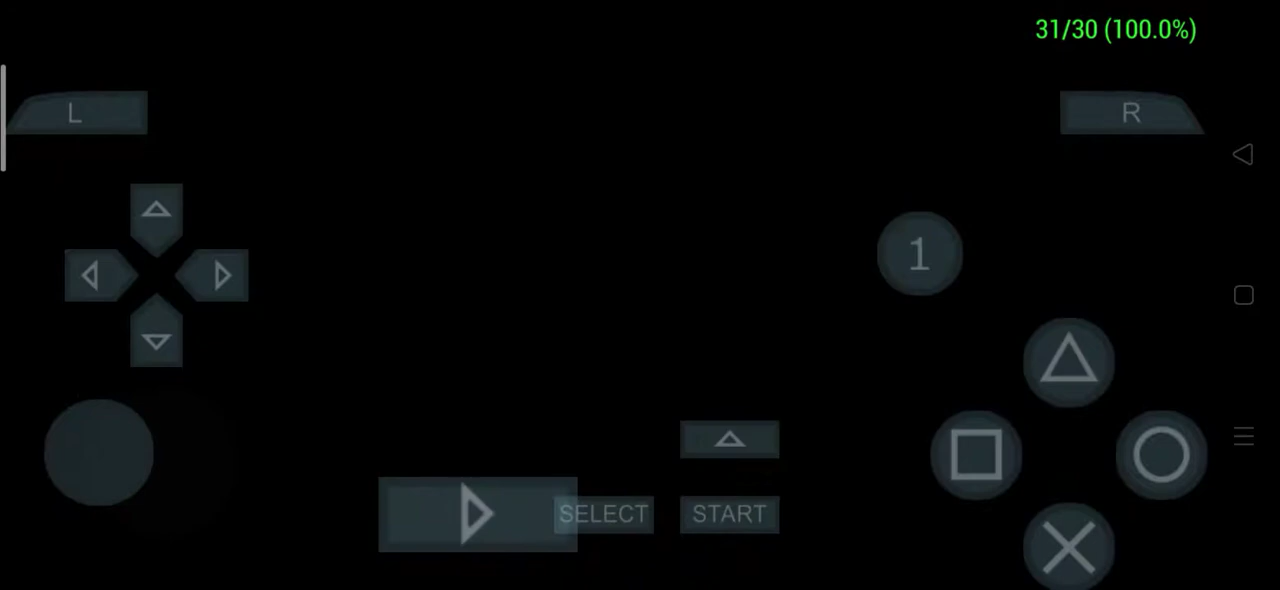 31/30 (100.0%)
L
R
1
SELECT
START